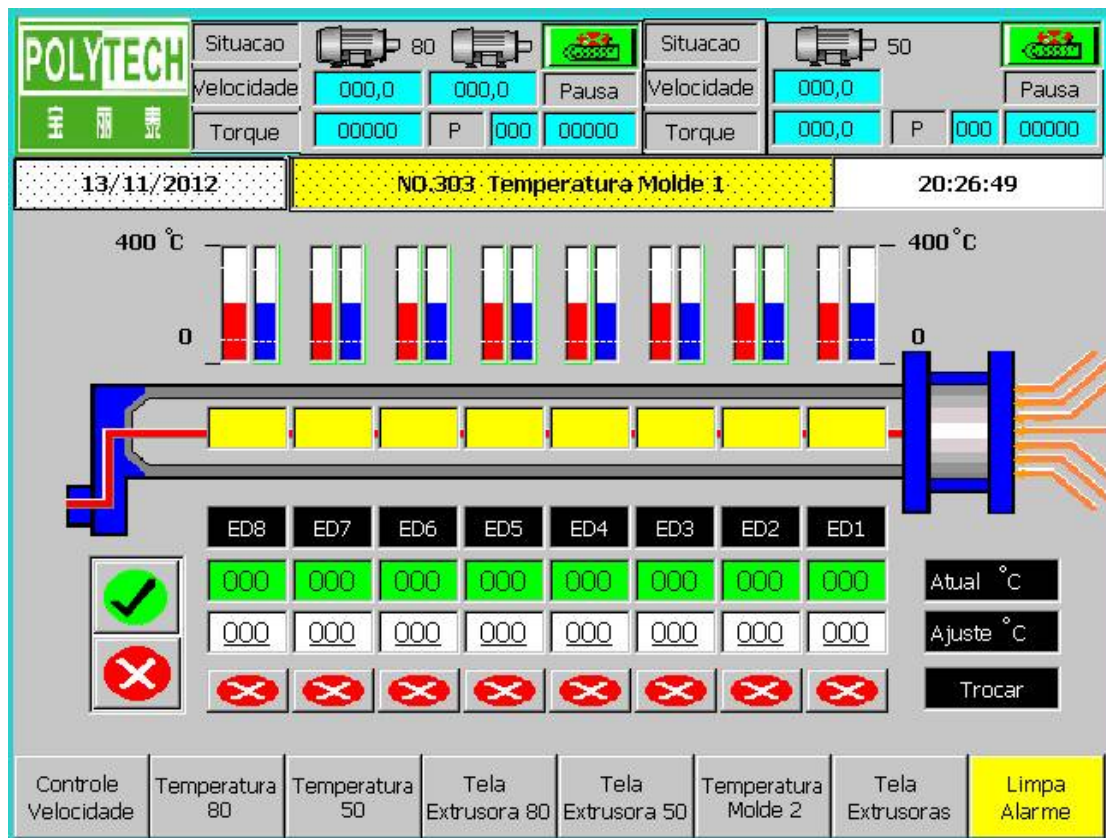 POLYTECH
宝丽泰
Situacao 80 Situacao 50
Velocidade 000,0 000,0 Pausa Velocidade 000,0 Pausa
Torque 00000 P 000 00000 Torque 000,0 P 000 00000
13/11/2012 NO.303 Temperatura Molde 1 20:26:49
400 °C 400°C
0 0
ED8 ED7 ED6 ED5 ED4 ED3 ED2 ED1
000 000 000 000 000 000 000 000 Atual °C
000 000 000 000 000 000 000 000 Ajuste °C
Trocar
Controle Velocidade
Temperatura 80
Temperatura 50
Tela Extrusora 80
Tela Extrusora 50
Temperatura Molde 2
Tela Extrusoras
Limpa Alarme